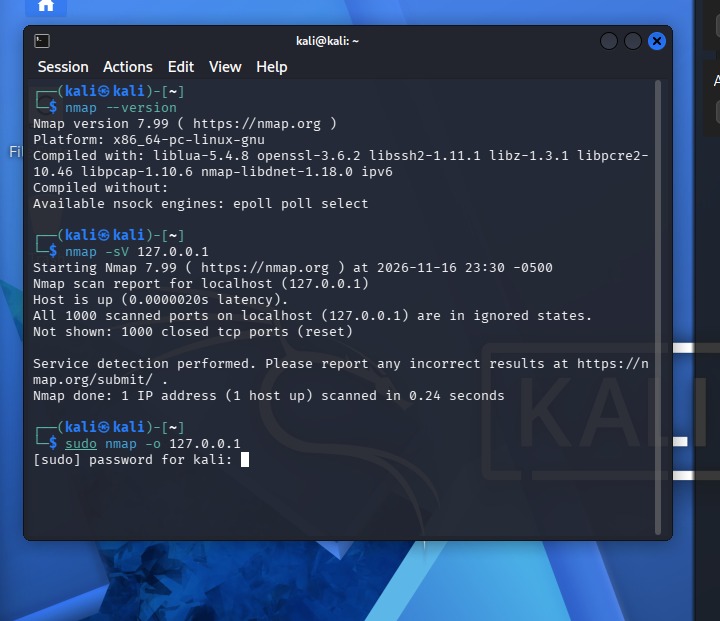 kali@kali: ~
Session Actions Edit View Help
┌──(kali㉿kali)-[~]
└─$ nmap --version
Nmap version 7.99 ( https://nmap.org )
Platform: x86_64-pc-linux-gnu
Compiled with: liblua-5.4.8 openssl-3.6.2 libssh2-1.11.1 libz-1.3.1 libpcre2-
10.46 libpcap-1.10.6 nmap-libdnet-1.18.0 ipv6
Compiled without:
Available nsock engines: epoll poll select
┌──(kali㉿kali)-[~]
└─$ nmap -sV 127.0.0.1
Starting Nmap 7.99 ( https://nmap.org ) at 2026-11-16 23:30 -0500
Nmap scan report for localhost (127.0.0.1)
Host is up (0.0000020s latency).
All 1000 scanned ports on localhost (127.0.0.1) are in ignored states.
Not shown: 1000 closed tcp ports (reset)
Service detection performed. Please report any incorrect results at https://n
map.org/submit/ .
Nmap done: 1 IP address (1 host up) scanned in 0.24 seconds
┌──(kali㉿kali)-[~]
└─$ sudo nmap -o 127.0.0.1
[sudo] password for kali:
KALI